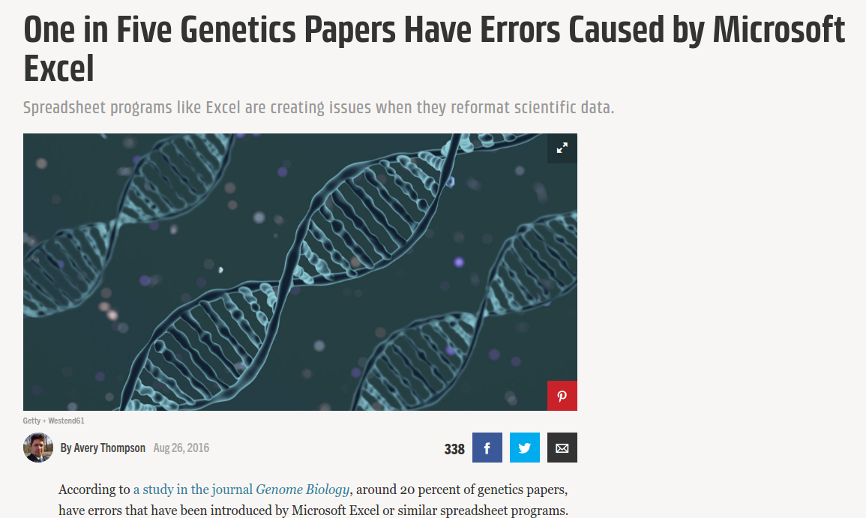 One in Five Genetics Papers Have Errors Caused by Microsoft
Excel
Spreadsheet programs like Excel are creating issues when they reformat scientific data.
Getty + Westend61
By Avery Thompson Aug 26, 2016
338
According to a study in the journal Genome Biology, around 20 percent of genetics papers,
have errors that have been introduced by Microsoft Excel or similar spreadsheet programs.